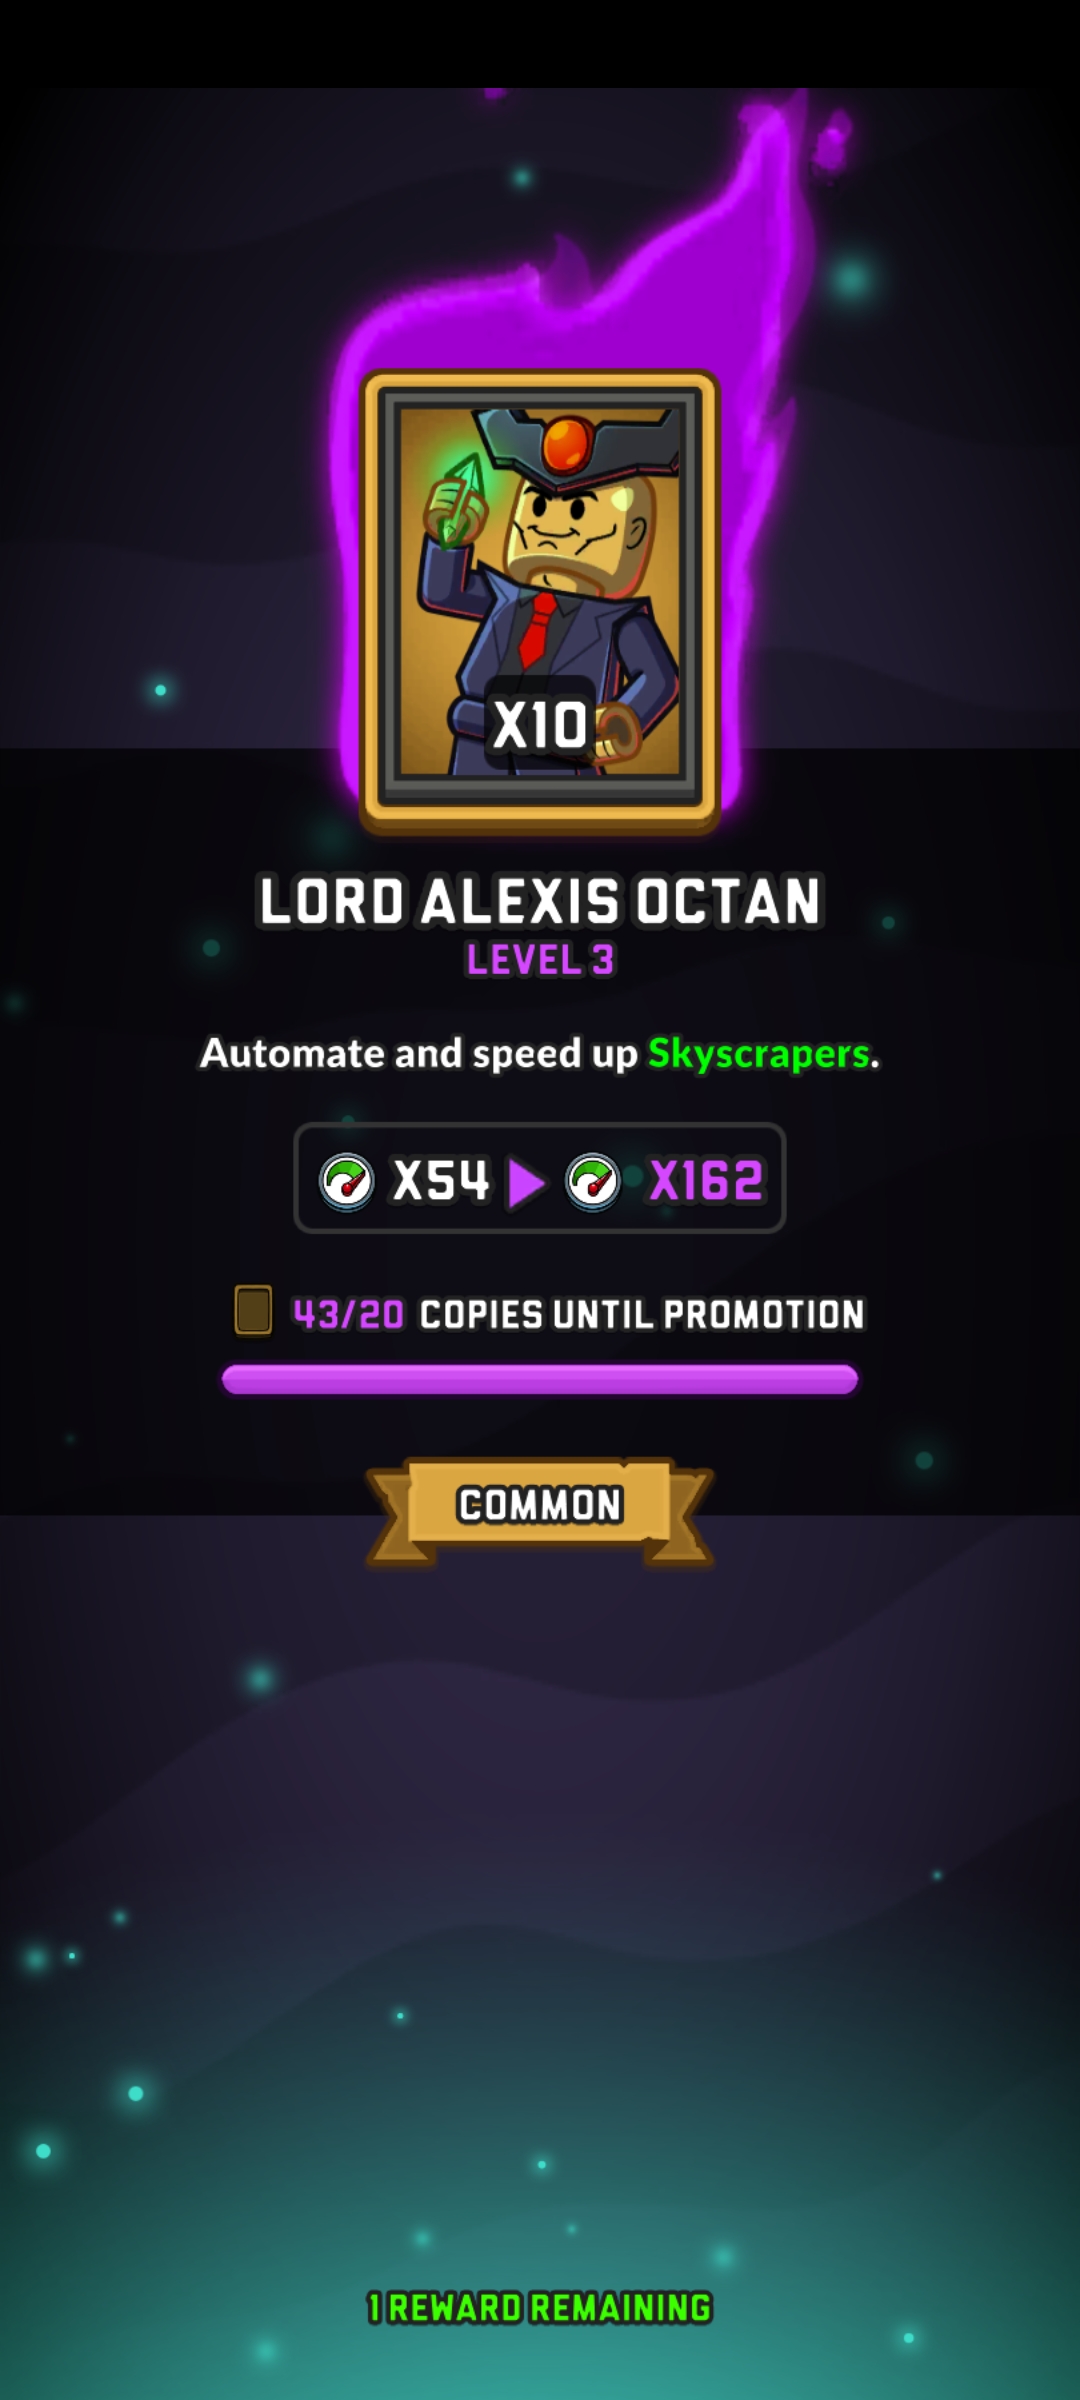 X10
LORD ALEXIS OCTAN
LEVEL 3
Automate and speed up Skyscrapers.
X54 X162
43/20 COPIES UNTIL PROMOTION
COMMON
1 REWARD REMAINING